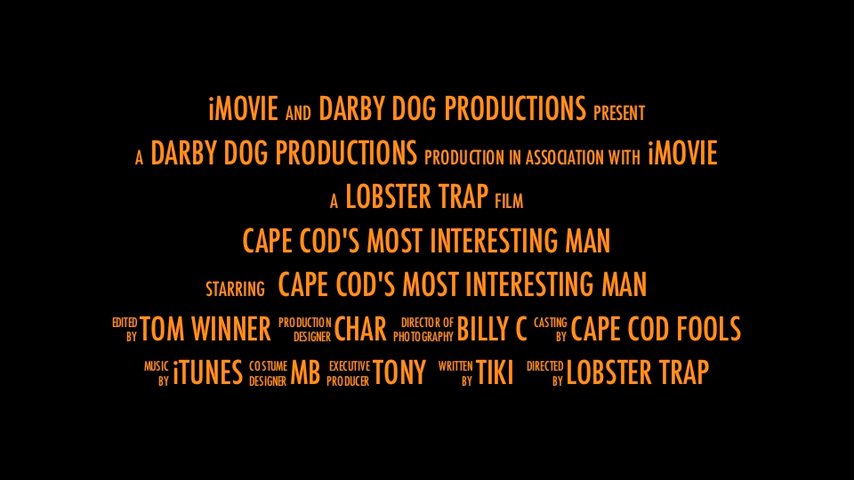 iMOVIE AND DARBY DOG PRODUCTIONS PRESENT
A DARBY DOG PRODUCTIONS PRODUCTION IN ASSOCIATION WITH iMOVIE
A LOBSTER TRAP FILM
CAPE COD'S MOST INTERESTING MAN
STARRING CAPE COD'S MOST INTERESTING MAN
EDITED BY TOM WINNER PRODUCTION DESIGNER CHAR DIRECTOR OF PHOTOGRAPHY BILLY C CASTING BY CAPE COD FOOLS
MUSIC BY iTUNES COSTUME DESIGNER MB EXECUTIVE PRODUCER TONY WRITTEN BY TIKI DIRECTED BY LOBSTER TRAP